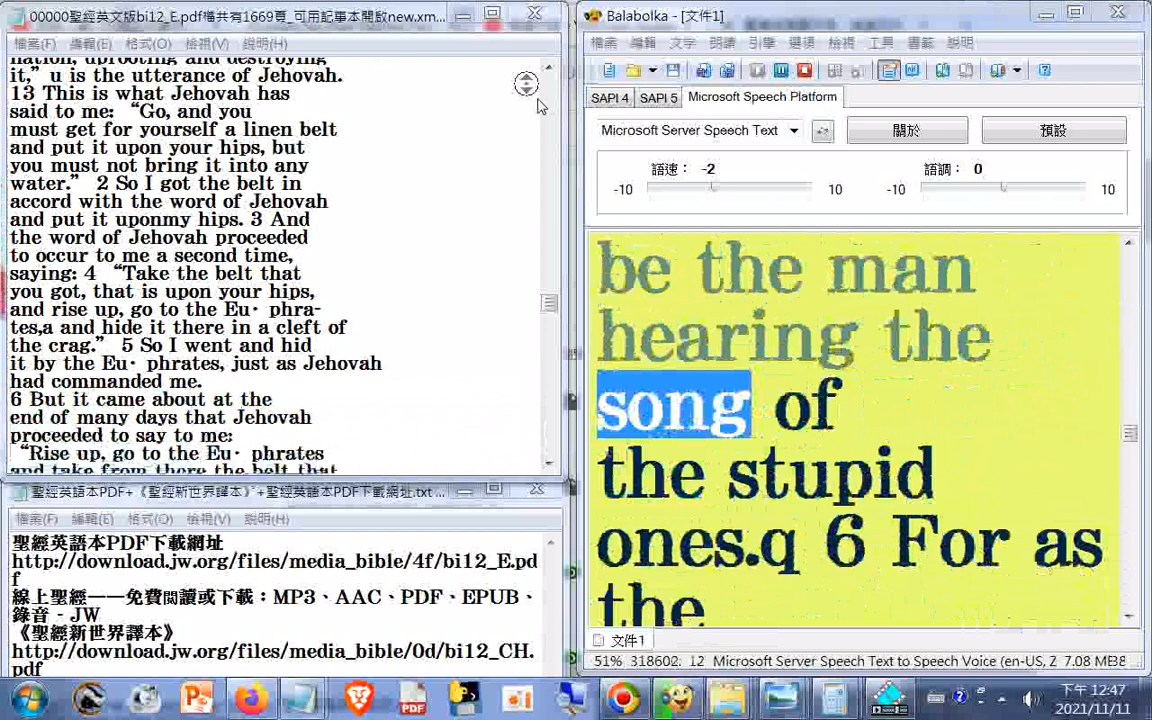 00000聖經英文版bi12_E.pdf檔共有1669頁_可用記事本開啟new.xm...
檔案(F) 編輯(E) 格式(O) 檢視(V) 說明(H)
nation, uprooting and destroying
it,” u is the utterance of Jehovah.
13 This is what Jehovah has
said to me: “Go, and you
must get for yourself a linen belt
and put it upon your hips, but
you must not bring it into any
water.” 2 So I got the belt in
accord with the word of Jehovah
and put it uponmy hips. 3 And
the word of Jehovah proceeded
to occur to me a second time,
saying: 4 “Take the belt that
you got, that is upon your hips,
and rise up, go to the Eu· phra-
tes,a and hide it there in a cleft of
the crag.” 5 So I went and hid
it by the Eu· phrates, just as Jehovah
had commanded me.
6 But it came about at the
end of many days that Jehovah
proceeded to say to me:
“Rise up, go to the Eu· phrates
and take from there the belt that
聖經英語本PDF+《聖經新世界譯本》+聖經英語本PDF下載網址.txt ...
檔案(F) 編輯(E) 格式(O) 檢視(V) 說明(H)
聖經英語本PDF下載網址
http://download.jw.org/files/media_bible/4f/bi12_E.pd
f
線上聖經——免費閱讀或下載：MP3、AAC、PDF、EPUB、
錄音 - JW
《聖經新世界譯本》
http://download.jw.org/files/media_bible/0d/bi12_CH.
pdf
Balabolka - [文件1]
檔案 編輯 文字 朗讀 引擎 選項 檢視 工具 書籤 說明
SAPI 4 SAPI 5 Microsoft Speech Platform
Microsoft Server Speech Text 關於 預設
語速： -2 語調： 0
-10 10 -10 10
be the man
hearing the
song of
the stupid
ones.q 6 For as
the
文件1
51% 318602: 12 Microsoft Server Speech Text to Speech Voice (en-US, 2 7.08 MB
下午 12:47
2021/11/11